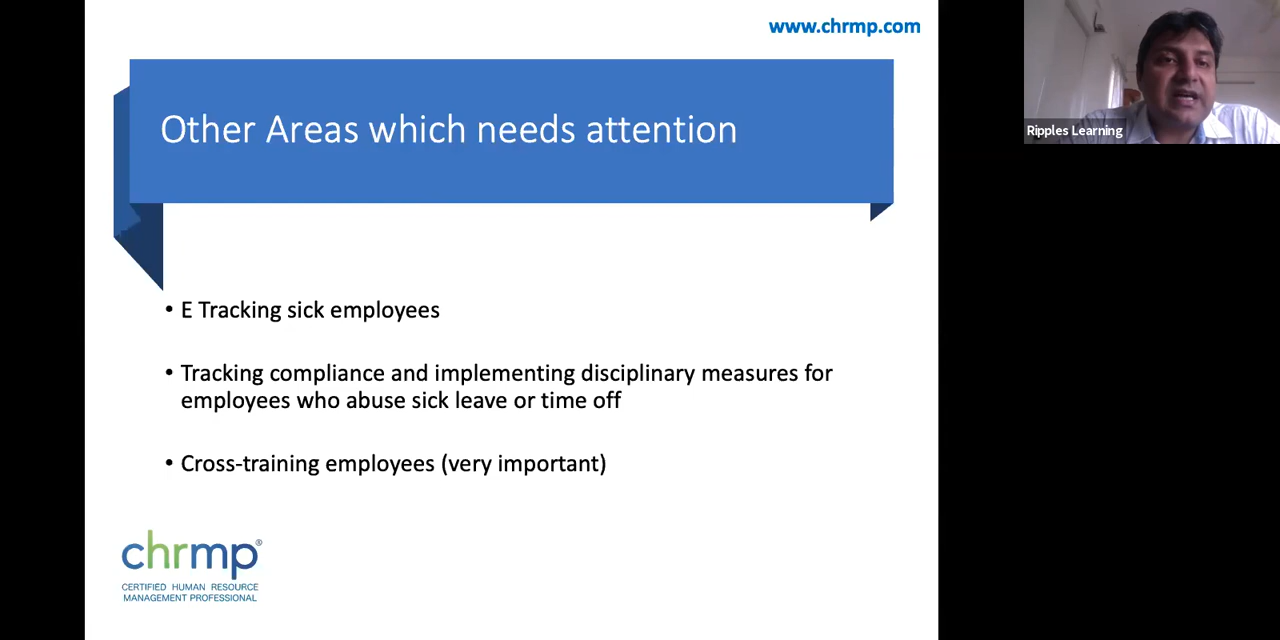 www.chrmp.com
Ripples Learning
Other Areas which needs attention
• E Tracking sick employees
• Tracking compliance and implementing disciplinary measures for
employees who abuse sick leave or time off
• Cross-training employees (very important)
chrmp®
CERTIFIED HUMAN RESOURCE
MANAGEMENT PROFESSIONAL